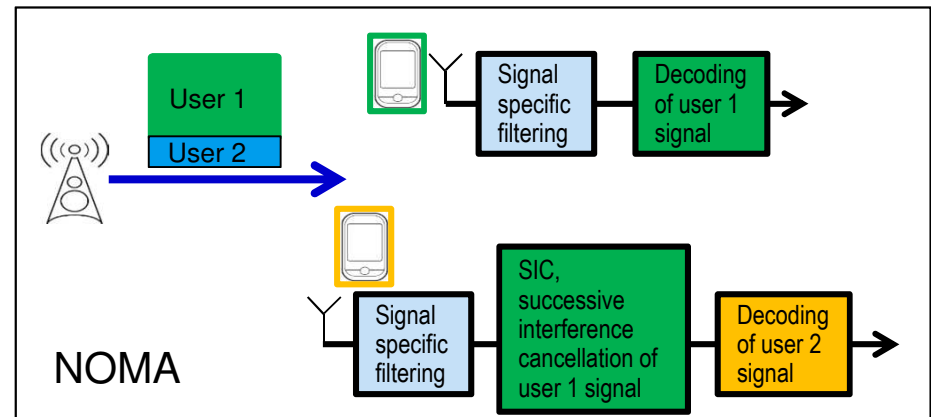 User 1
User 2
Signal
specific
filtering
Decoding
of user 1
signal
Signal
specific
filtering
SIC,
successive
interference
cancellation of
user 1 signal
Decoding
of user 2
signal
NOMA